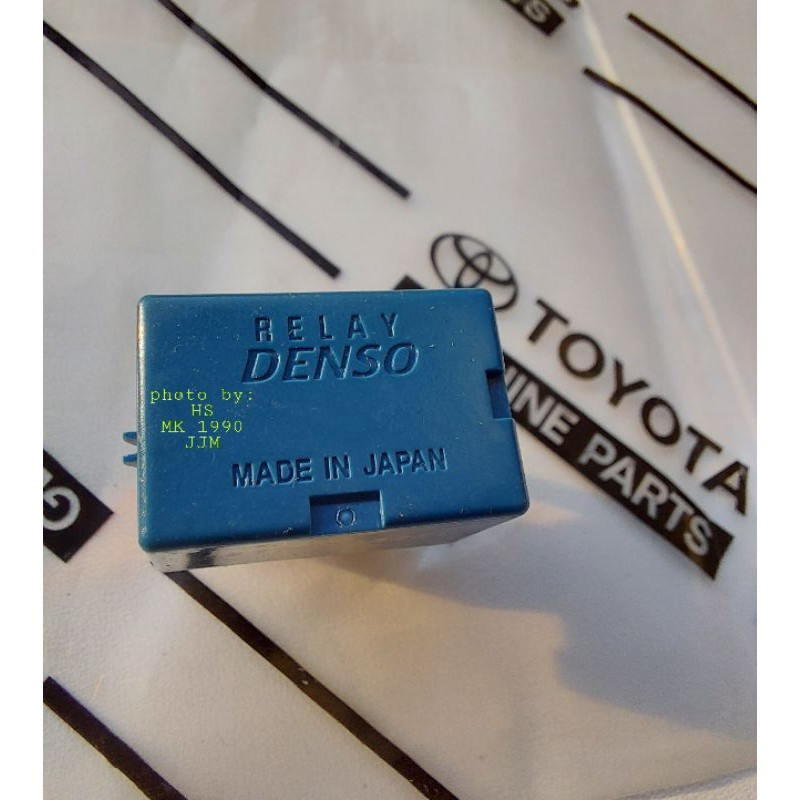 RELAY
DENSO
photo by:
HS
MK 1990
JJM
MADE IN JAPAN
TOYOTA
INE PARTS